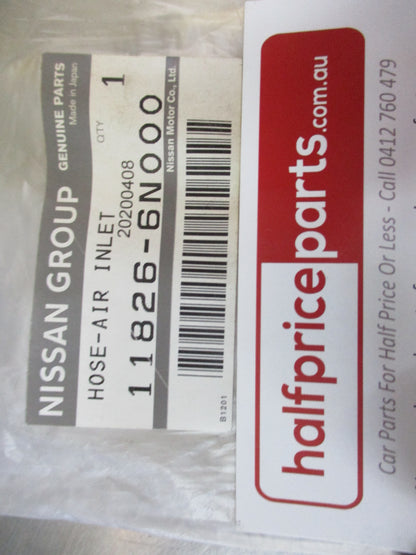 NISSAN GROUP GENUINE PARTS
Made in Japan
HOSE-AIR INLET QTY 1
20200408
11826-6N000
Nissan Motor Co., Ltd.
B1201
halfpriceparts.com.au
Car Parts For Half Price Or Less - Call 0412 760 479